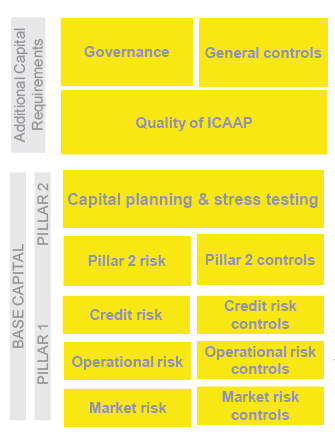 Additional Capital
Requirements
Governance
General controls
Quality of ICAAP
BASE CAPITAL
PILLAR 2
Capital planning & stress testing
Pillar 2 risk
Pillar 2 controls
PILLAR 1
Credit risk
Credit risk
controls
Operational risk
Operational risk
controls
Market risk
Market risk
controls